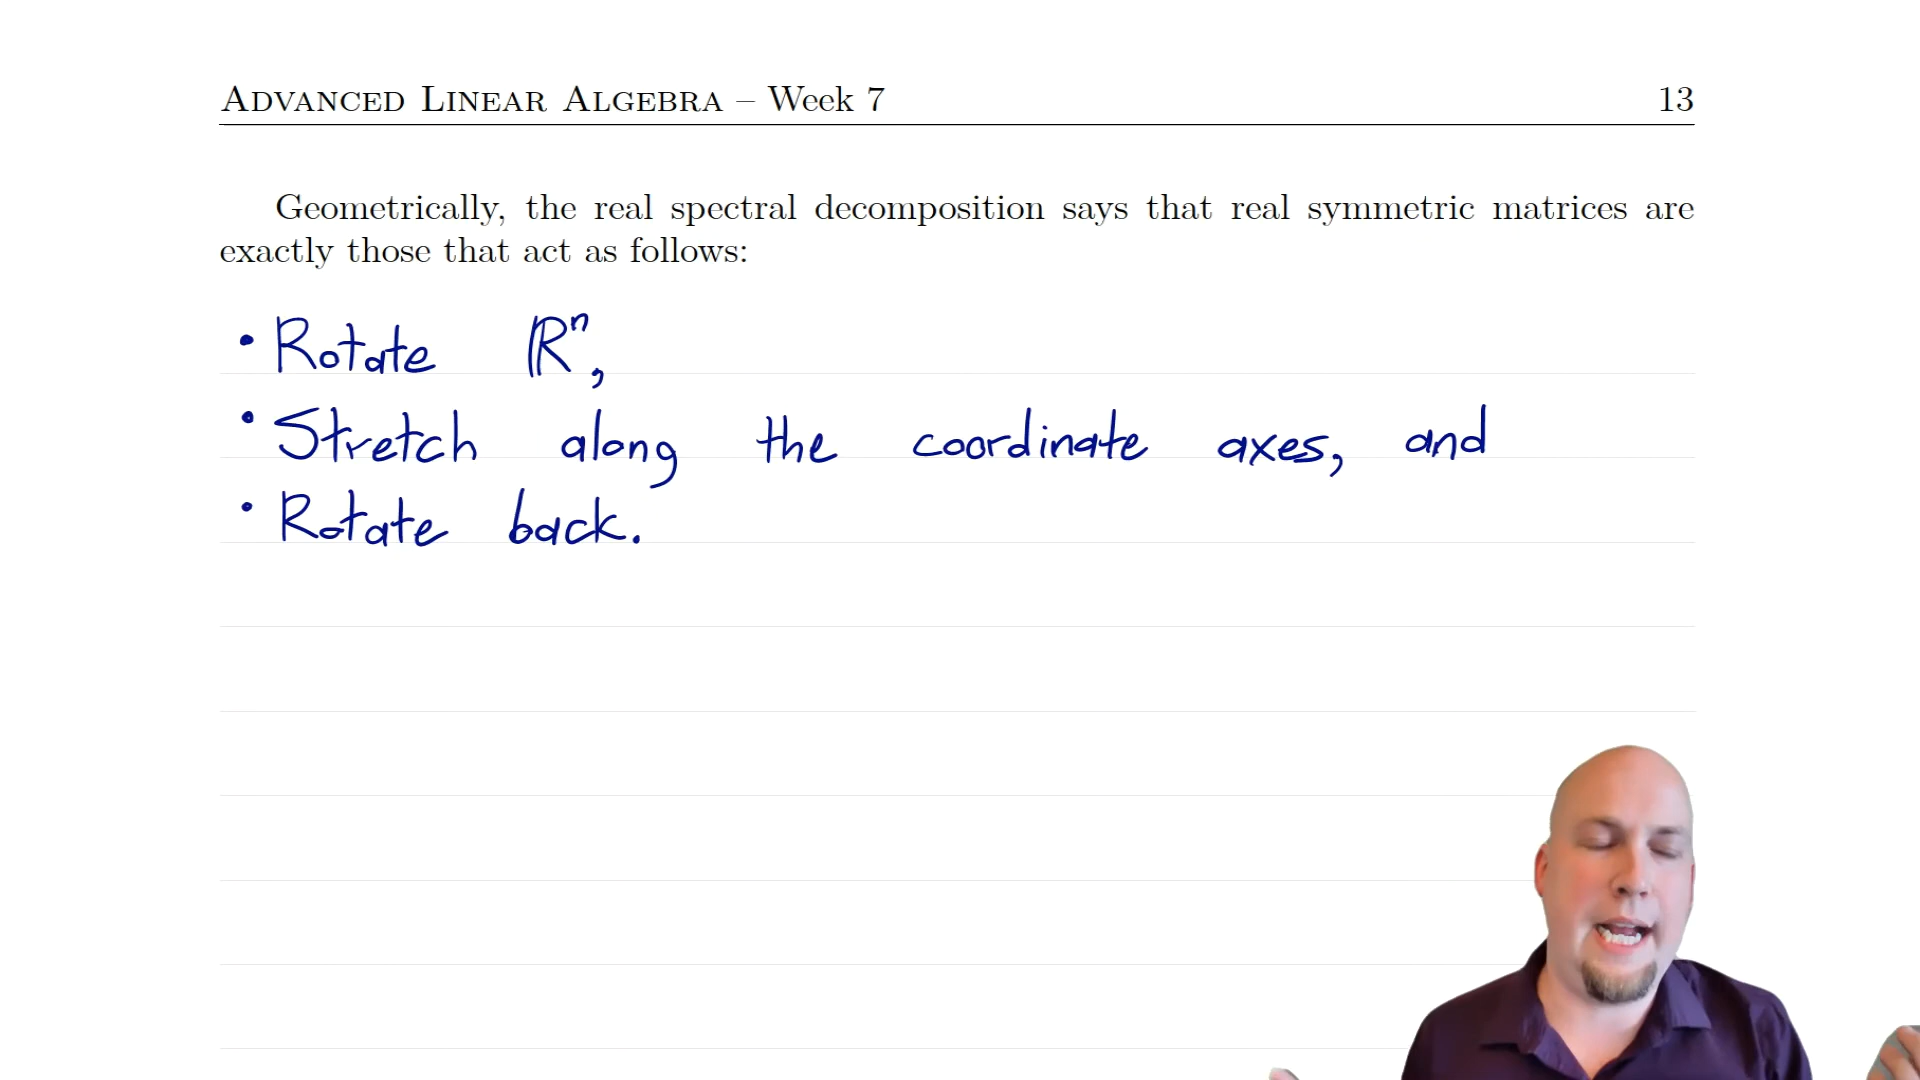 ADVANCED LINEAR ALGEBRA – Week 7 13
Geometrically, the real spectral decomposition says that real symmetric matrices are
exactly those that act as follows:
• Rotate ℝⁿ,
• Stretch along the coordinate axes, and
• Rotate back.